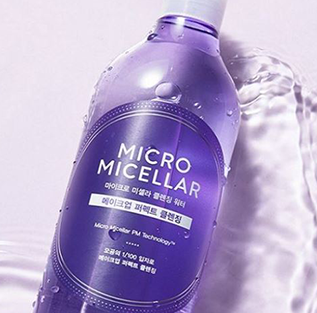 MICRO
MICELLAR
마이크로 미셀라 클렌징 워터
메이크업 퍼펙트 클렌징
Micro Micellar PM Technology™
모공의 1/100 입자로
메이크업 퍼펙트 클렌징